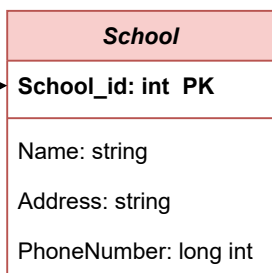 School
School_id: int  PK
Name: string
Address: string
PhoneNumber: long int